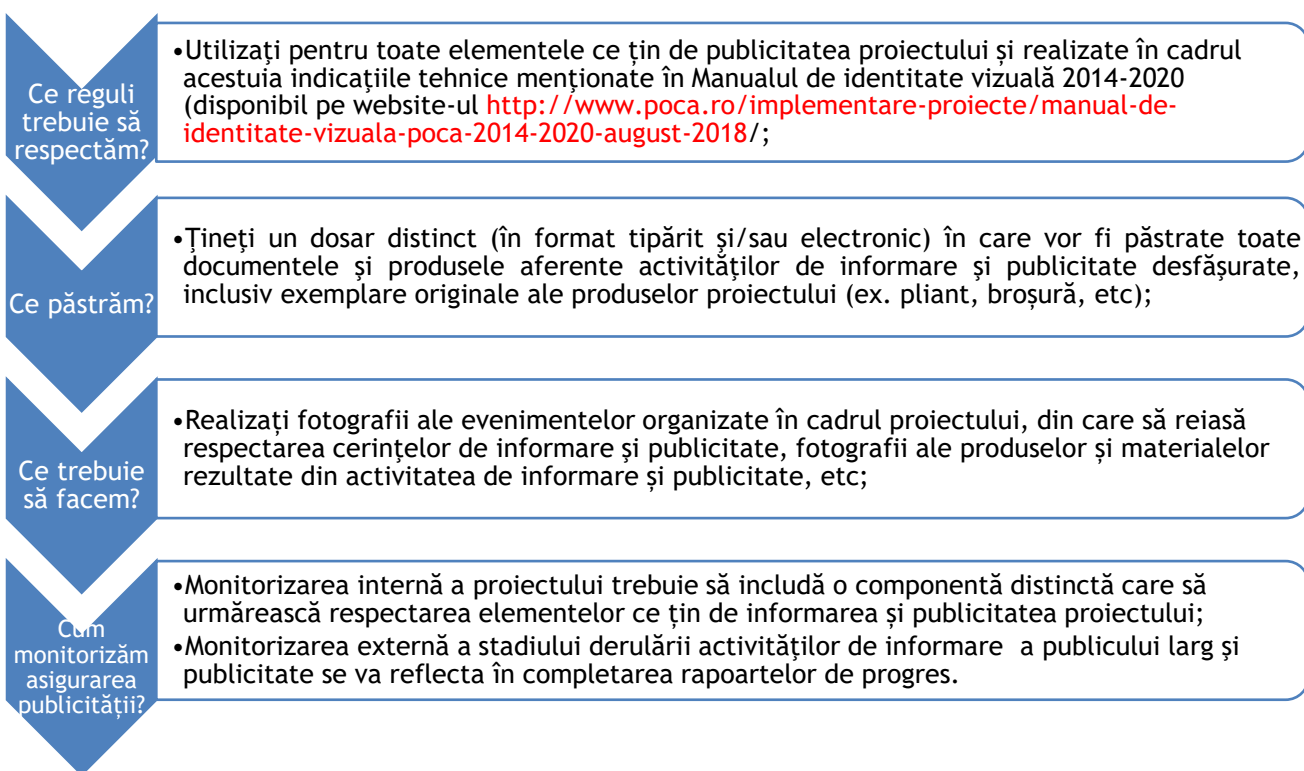 Ce reguli
trebuie să
respectăm?
•Utilizaţi pentru toate elementele ce țin de publicitatea proiectului și realizate în cadrul
acestuia indicaţiile tehnice menţionate în Manualul de identitate vizuală 2014-2020
(disponibil pe website-ul http://www.poca.ro/implementare-proiecte/manual-de-
identitate-vizuala-poca-2014-2020-august-2018/;
Ce păstrăm?
•Ţineţi un dosar distinct (în format tipărit şi/sau electronic) în care vor fi păstrate toate
documentele şi produsele aferente activităţilor de informare şi publicitate desfăşurate,
inclusiv exemplare originale ale produselor proiectului (ex. pliant, broșură, etc);
Ce trebuie
să facem?
•Realizați fotografii ale evenimentelor organizate în cadrul proiectului, din care să reiasă
respectarea cerinţelor de informare şi publicitate, fotografii ale produselor și materialelor
rezultate din activitatea de informare și publicitate, etc;
Cum
monitorizăm
asigurarea
publicității?
•Monitorizarea internă a proiectului trebuie să includă o componentă distinctă care să
urmărească respectarea elementelor ce țin de informarea și publicitatea proiectului;
•Monitorizarea externă a stadiului derulării activităţilor de informare a publicului larg şi
publicitate se va reflecta în completarea rapoartelor de progres.